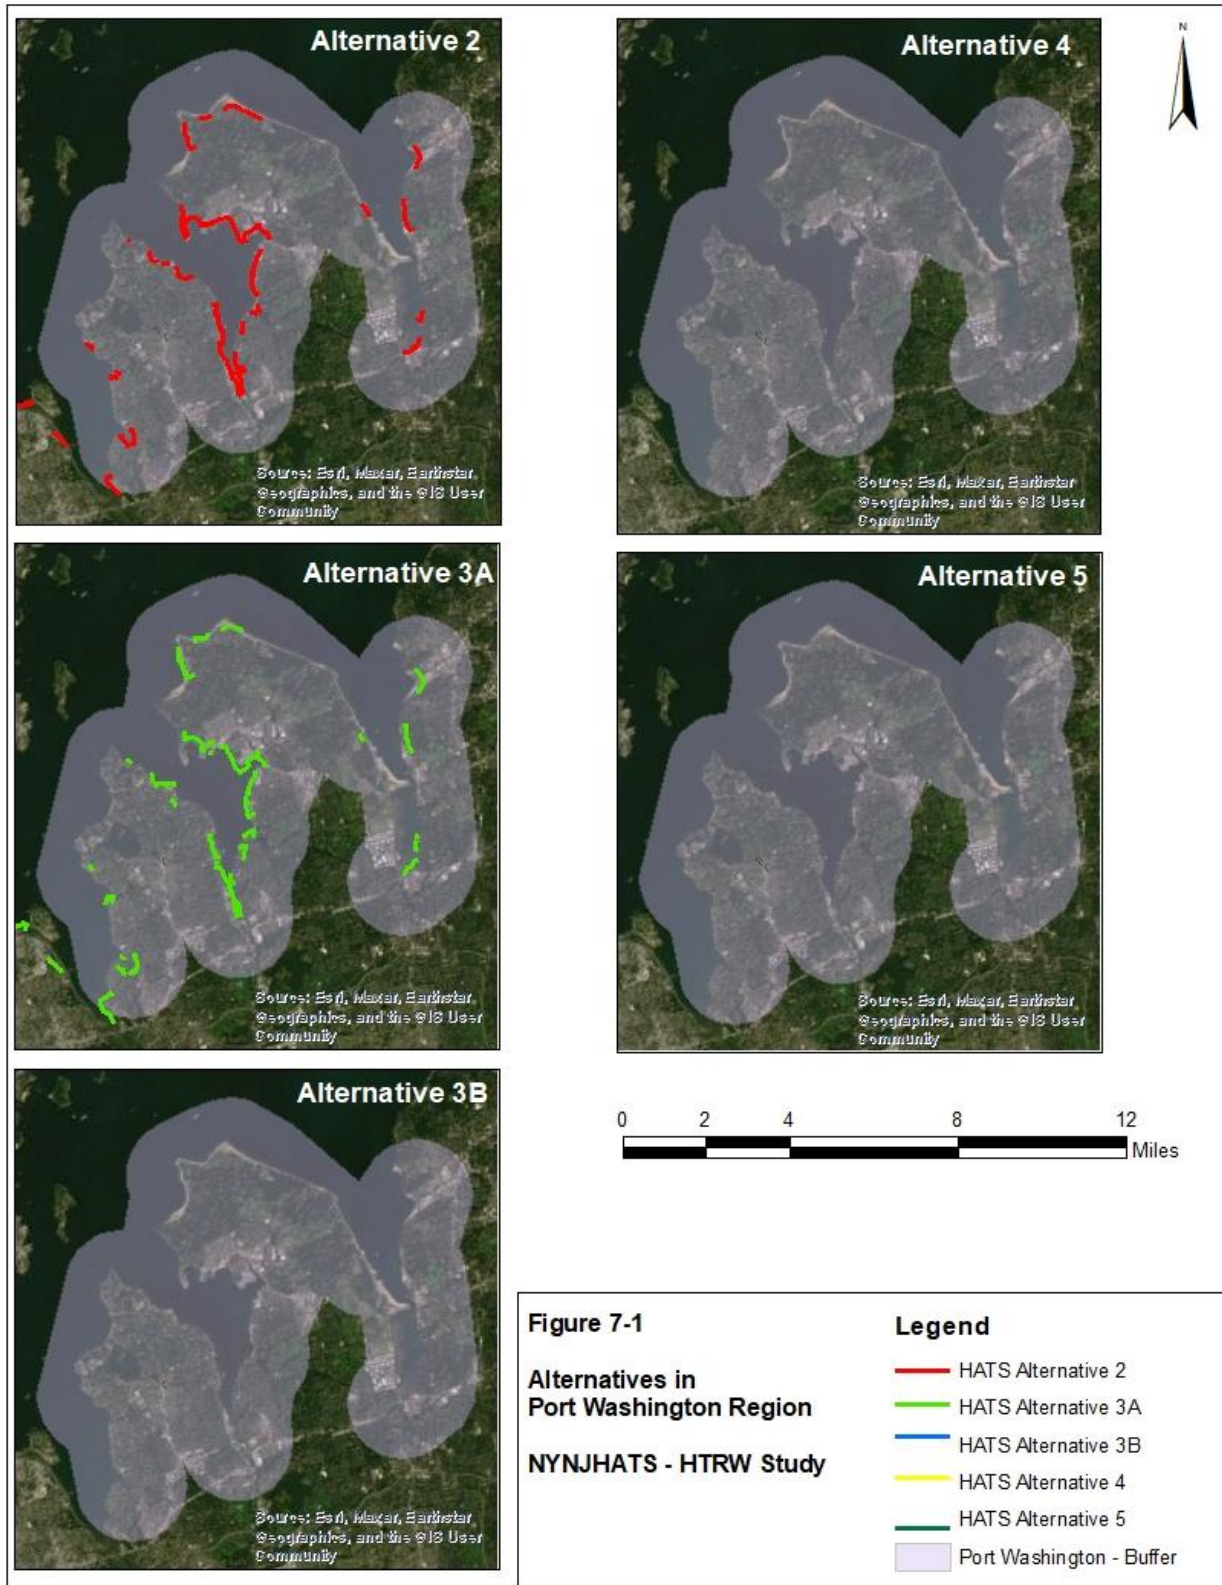 Alternative 2
Source: Esri, Maxar, Earthstar
Geographics, and the GIS User
Community
Alternative 4
Source: Esri, Maxar, Earthstar
Geographics, and the GIS User
Community
N
Alternative 3A
Source: Esri, Maxar, Earthstar
Geographics, and the GIS User
Community
Alternative 5
Source: Esri, Maxar, Earthstar
Geographics, and the GIS User
Community
Alternative 3B
Source: Esri, Maxar, Earthstar
Geographics, and the GIS User
Community
0 2 4 8 12
Miles
Figure 7-1
Alternatives in
Port Washington Region
NYNJHATS - HTRW Study
Legend
HATS Alternative 2
HATS Alternative 3A
HATS Alternative 3B
HATS Alternative 4
HATS Alternative 5
Port Washington - Buffer